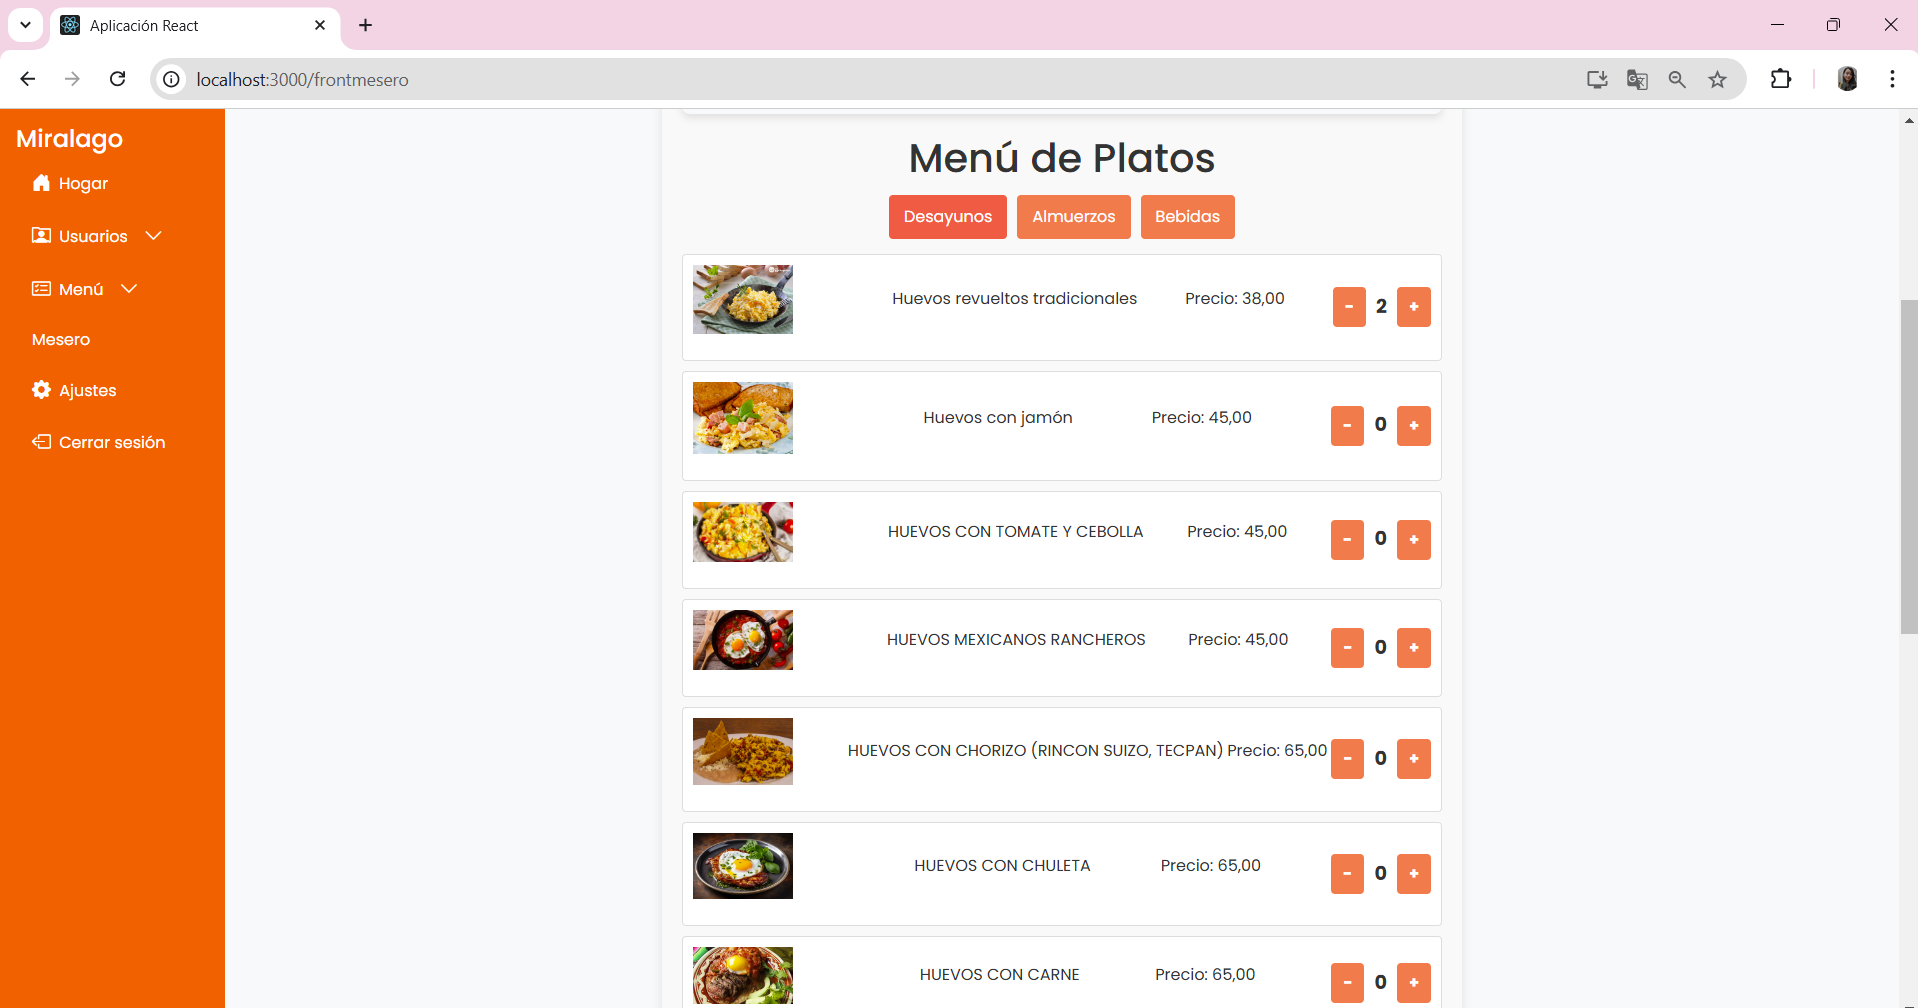 Aplicación React
localhost:3000/frontmesero
Miralago
Hogar
Usuarios
Menú
Mesero
Ajustes
Cerrar sesión
Menú de Platos
Desayunos Almuerzos Bebidas
Huevos revueltos tradicionales Precio: 38,00 - 2 +
Huevos con jamón Precio: 45,00 - 0 +
HUEVOS CON TOMATE Y CEBOLLA Precio: 45,00 - 0 +
HUEVOS MEXICANOS RANCHEROS Precio: 45,00 - 0 +
HUEVOS CON CHORIZO (RINCON SUIZO, TECPAN) Precio: 65,00 - 0 +
HUEVOS CON CHULETA Precio: 65,00 - 0 +
HUEVOS CON CARNE Precio: 65,00 - 0 +